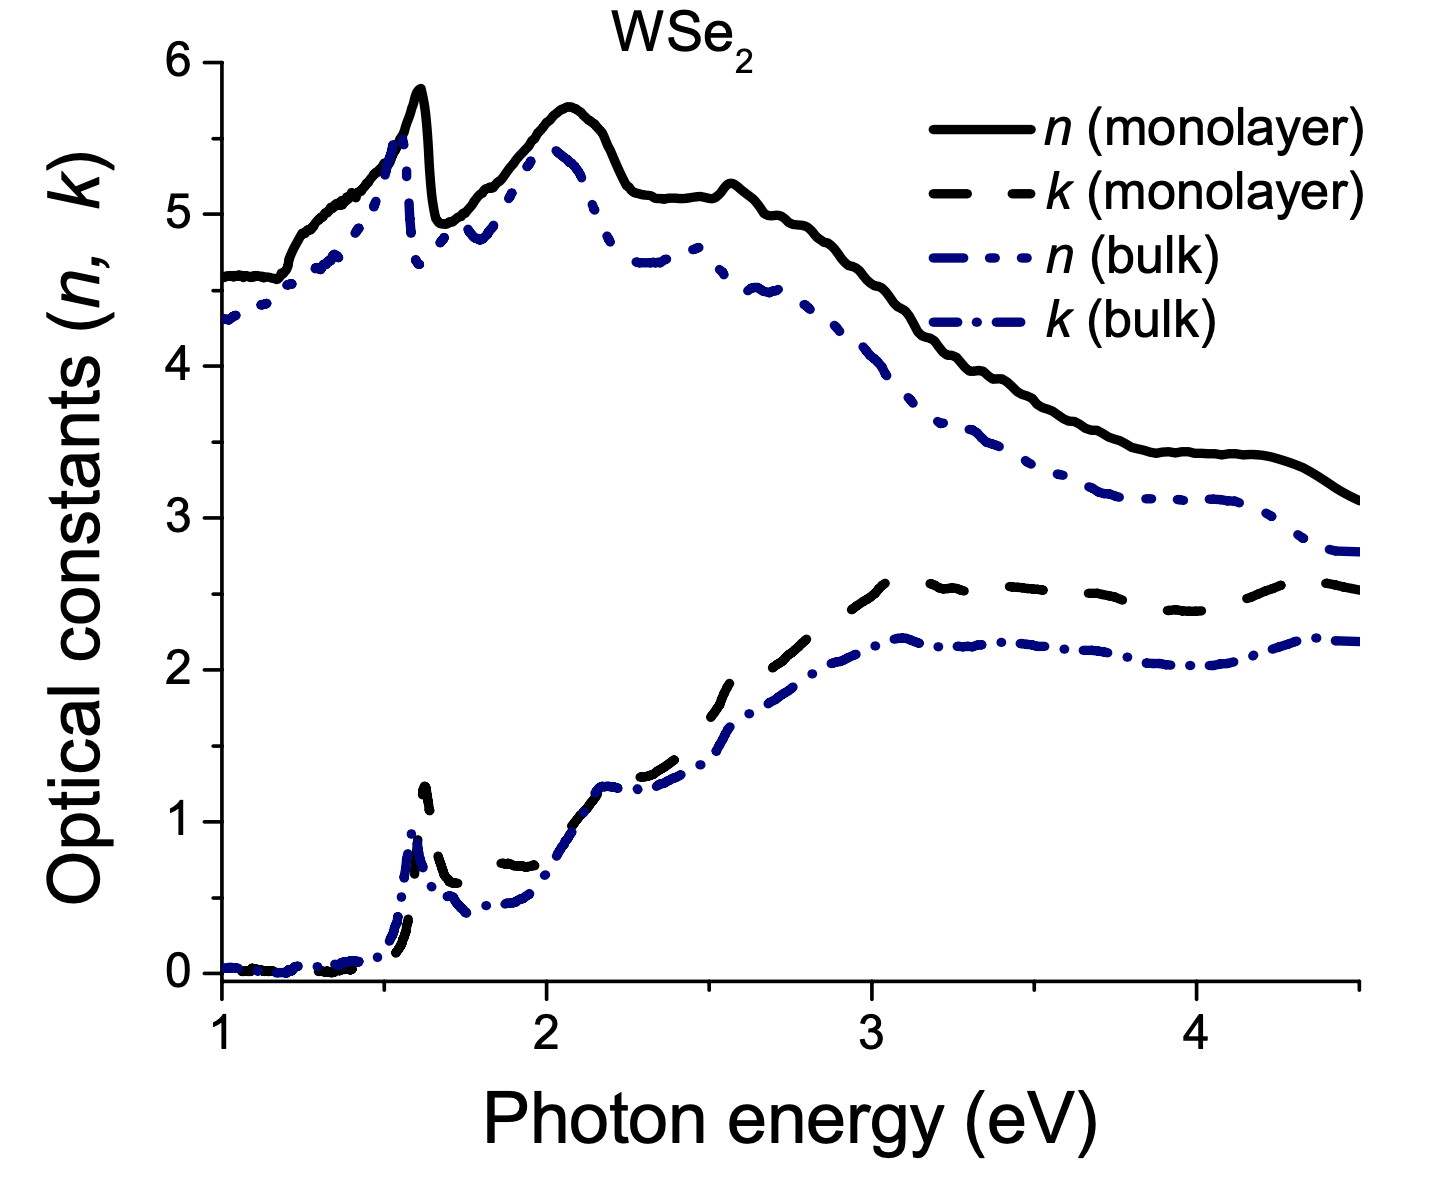 WSe2
n (monolayer)
k (monolayer)
n (bulk)
k (bulk)
Optical constants (n, k)
6
5
4
3
2
1
0
1 2 3 4
Photon energy (eV)